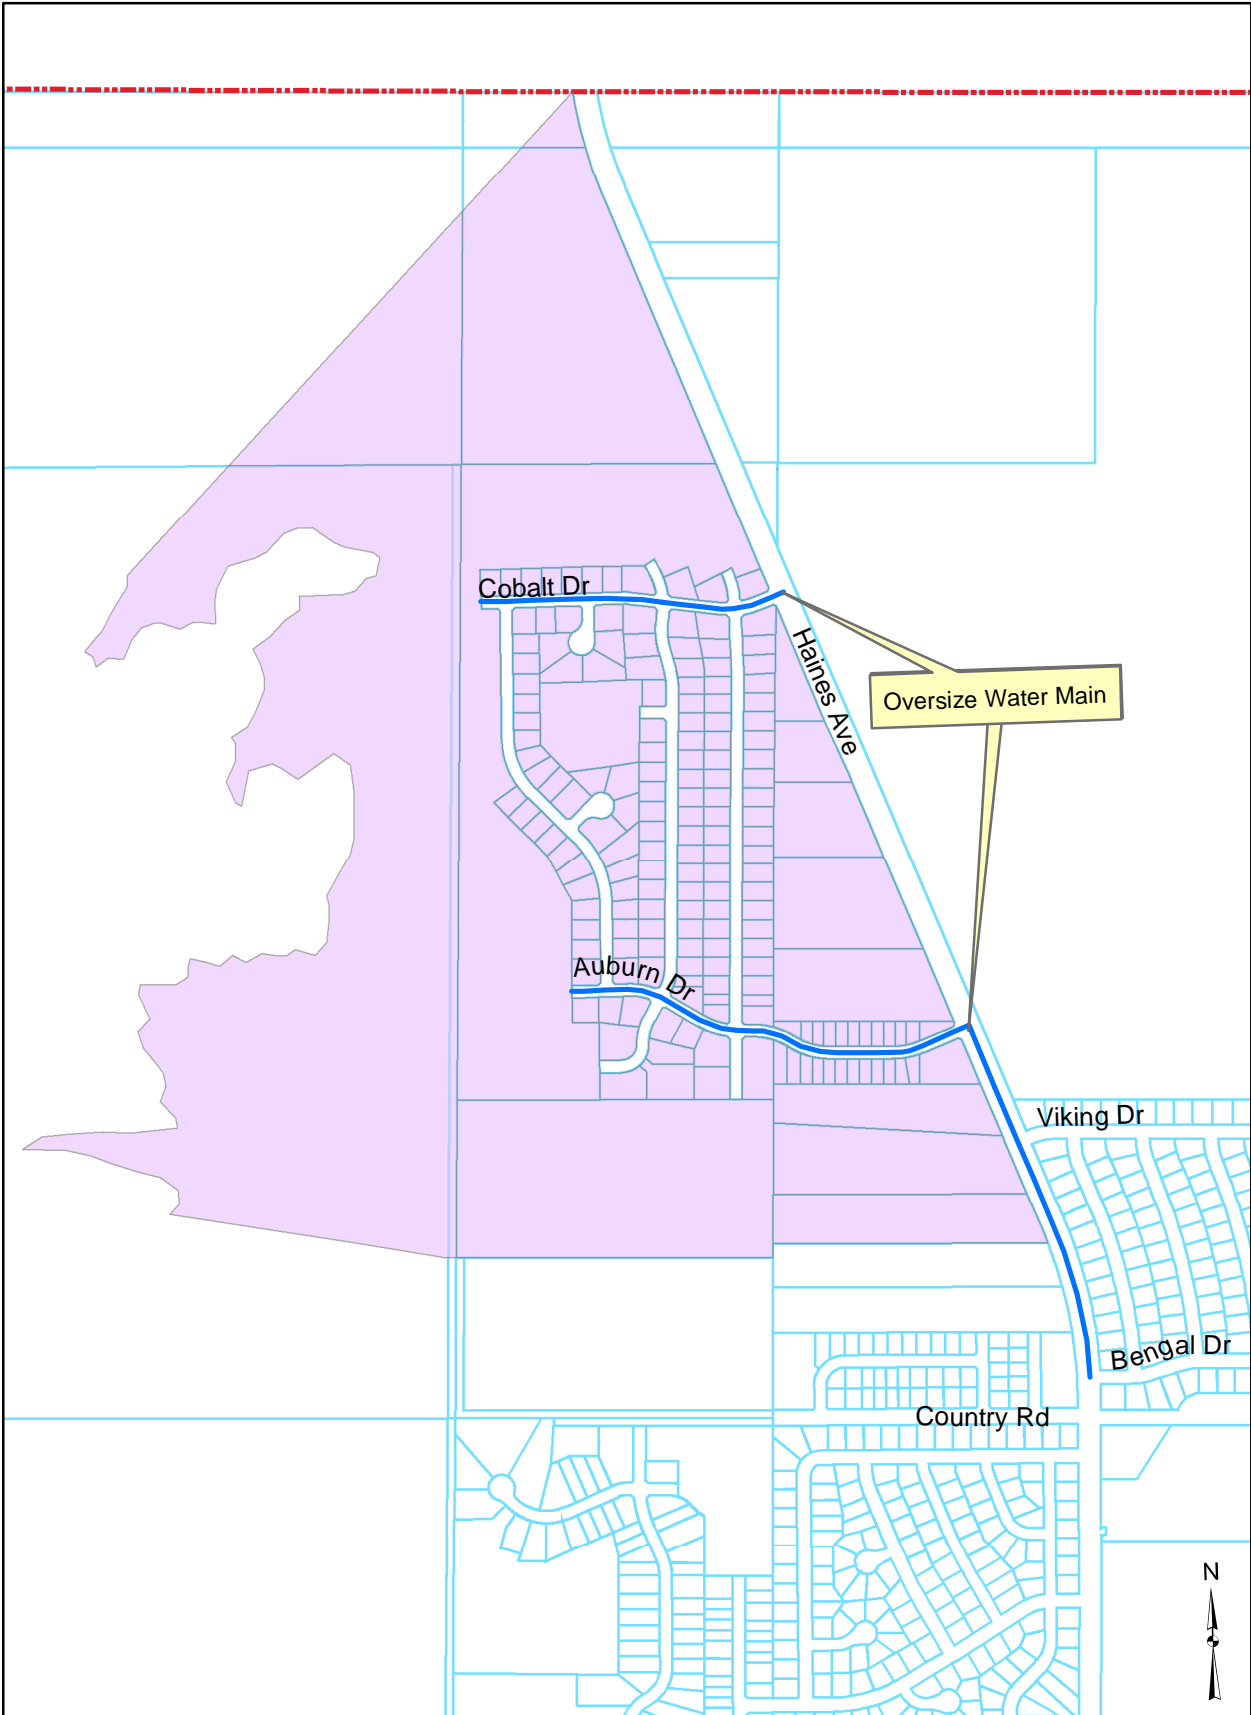 Cobalt Dr
Haines Ave
Oversize Water Main
Auburn Dr
Viking Dr
Bengal Dr
Country Rd
N